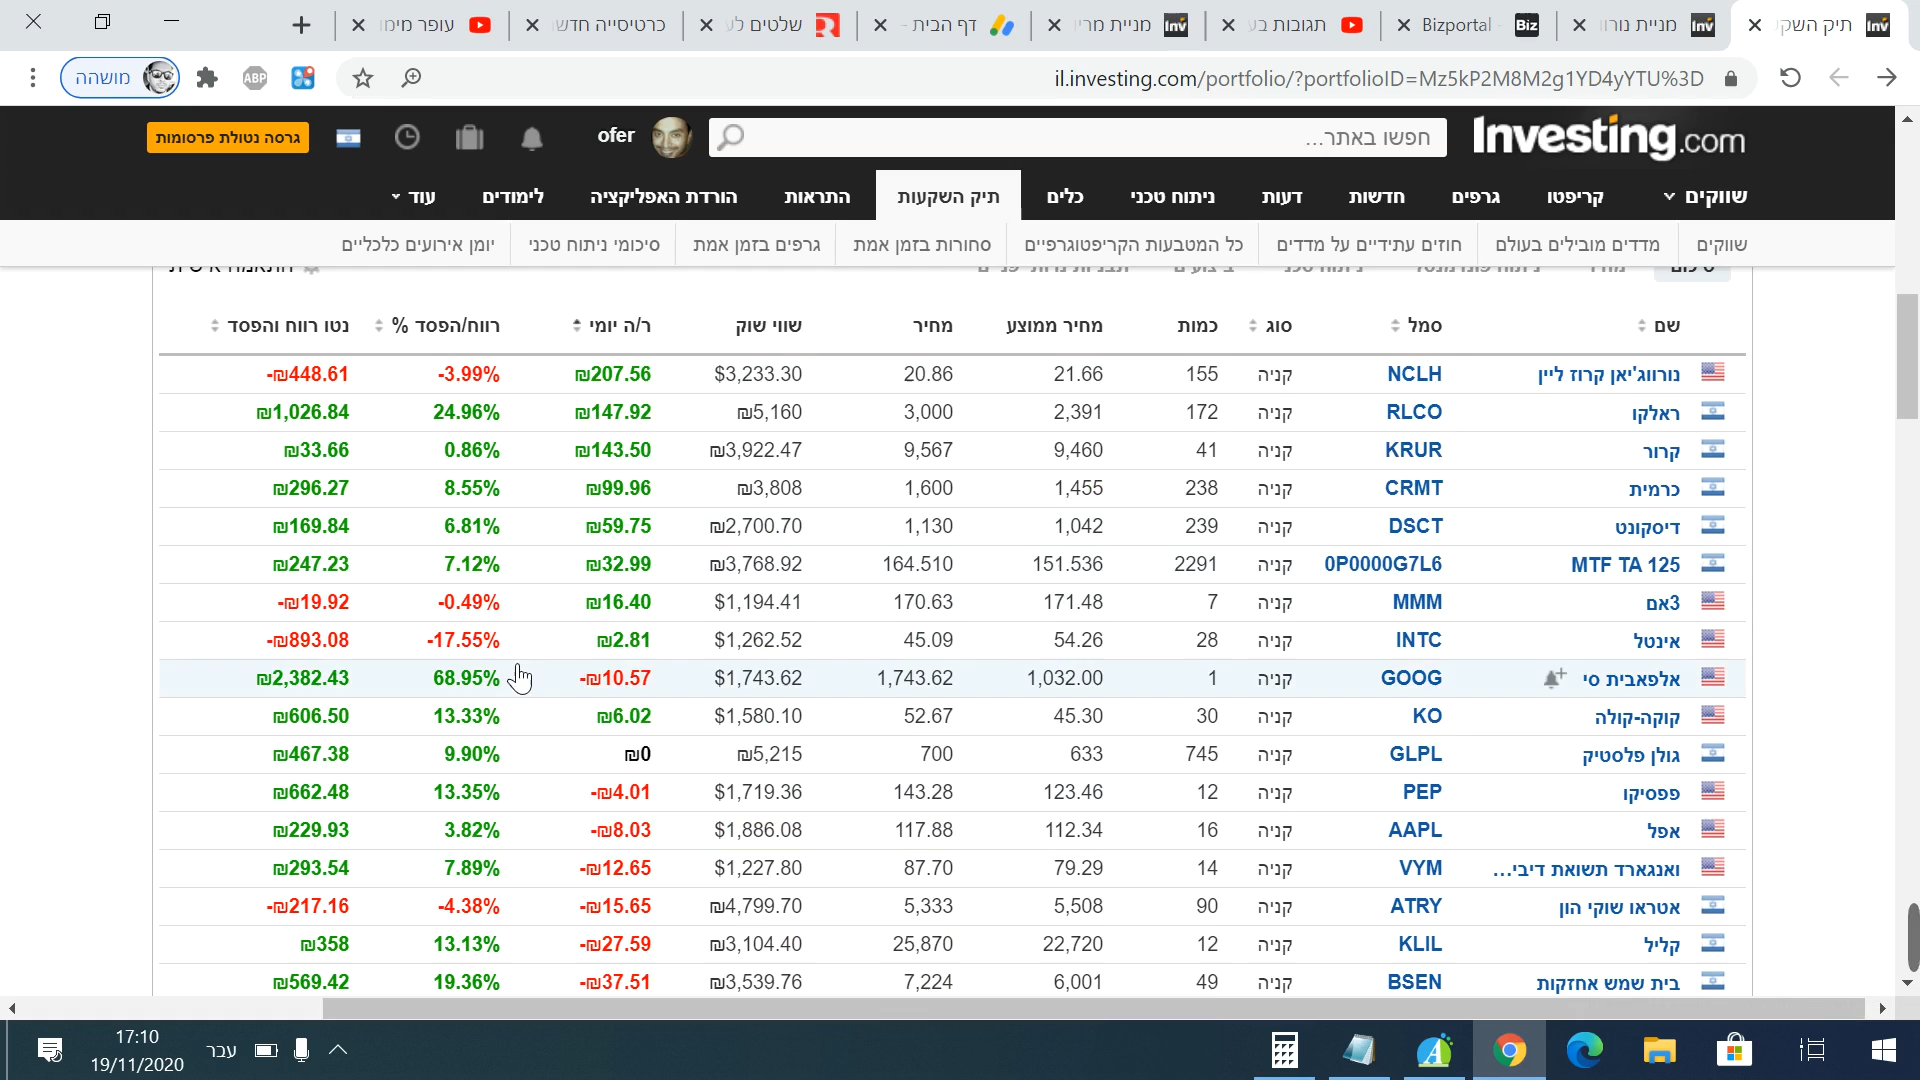 תיק השק
מניית נורוו
Bizportal
תגובות בע
מניית מרי
דף הבית -
שלטים לע
כרטיסייה חדש
עופר מימו
il.investing.com/portfolio/?portfolioID=Mz5kP2M8M2g1YD4yYTU%3D
ABP
מושהה
Investing.com
חפשו באתר...
ofer
גרסה נטולת פרסומות
שווקים
קריפטו
גרפים
חדשות
דעות
ניתוח טכני
כלים
תיק השקעות
התראות
הורדת האפליקציה
לימודים
עוד
שווקים
מדדים מובילים בעולם
חוזים עתידיים על מדדים
כל המטבעות הקריפטוגרפיים
סחורות בזמן אמת
גרפים בזמן אמת
סיכומי ניתוח טכני
יומן אירועים כלכליים
שם סמל סוג כמות מחיר ממוצע מחיר שווי שוק ר/ה יומי רווח/הפסד % נטו רווח והפסד
נורווג'יאן קרוז ליין NCLH קניה 155 21.66 20.86 $3,233.30 ₪207.56 -3.99% -₪448.61
ראלקו RLCO קניה 172 2,391 3,000 ₪5,160 ₪147.92 24.96% ₪1,026.84
קרור KRUR קניה 41 9,460 9,567 ₪3,922.47 ₪143.50 0.86% ₪33.66
כרמית CRMT קניה 238 1,455 1,600 ₪3,808 ₪99.96 8.55% ₪296.27
דיסקונט DSCT קניה 239 1,042 1,130 ₪2,700.70 ₪59.75 6.81% ₪169.84
MTF TA 125 0P0000G7L6 קניה 2291 151.536 164.510 ₪3,768.92 ₪32.99 7.12% ₪247.23
3אם MMM קניה 7 171.48 170.63 $1,194.41 ₪16.40 -0.49% -₪19.92
אינטל INTC קניה 28 54.26 45.09 $1,262.52 ₪2.81 -17.55% -₪893.08
אלפאבית סי GOOG קניה 1 1,032.00 1,743.62 $1,743.62 -₪10.57 68.95% ₪2,382.43
קוקה-קולה KO קניה 30 45.30 52.67 $1,580.10 ₪6.02 13.33% ₪606.50
גולן פלסטיק GLPL קניה 745 633 700 ₪5,215 ₪0 9.90% ₪467.38
פפסיקו PEP קניה 12 123.46 143.28 $1,719.36 -₪4.01 13.35% ₪662.48
אפל AAPL קניה 16 112.34 117.88 $1,886.08 -₪8.03 3.82% ₪229.93
ואנגארד תשואת דיבי... VYM קניה 14 79.29 87.70 $1,227.80 -₪12.65 7.89% ₪293.54
אטראו שוקי הון ATRY קניה 90 5,508 5,333 ₪4,799.70 -₪15.65 -4.38% -₪217.16
קליל KLIL קניה 12 22,720 25,870 ₪3,104.40 -₪27.59 13.13% ₪358
בית שמש אחזקות BSEN קניה 49 6,001 7,224 ₪3,539.76 -₪37.51 19.36% ₪569.42
עבר
17:10
19/11/2020